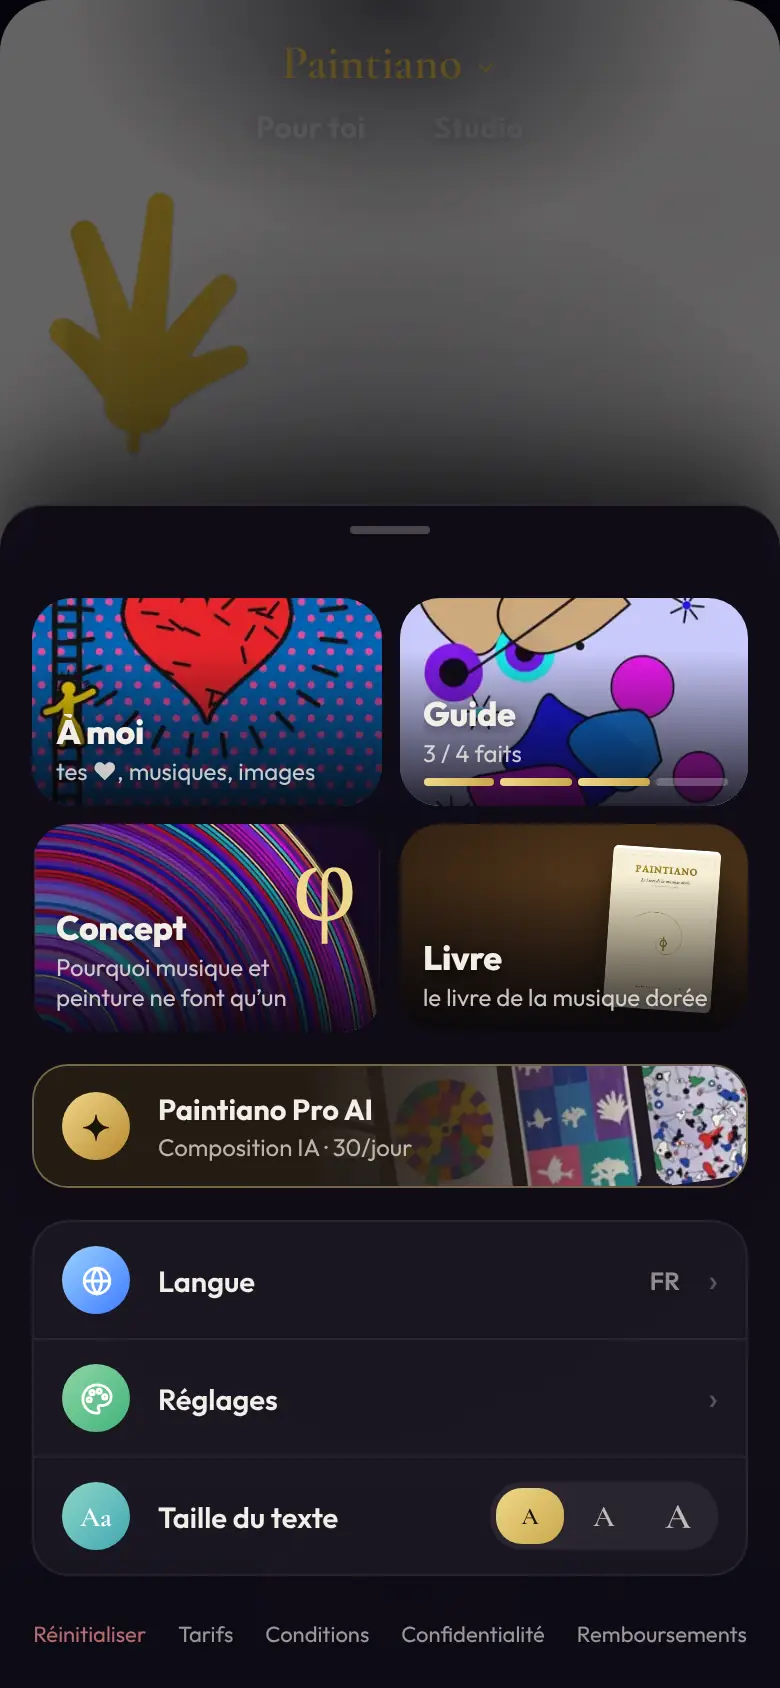 Paintiano
Pour toi Studio
À moi
tes ♥, musiques, images
Guide
3 / 4 faits
Concept
Pourquoi musique et
peinture ne font qu'un
φ
PAINTIANO
φ
Livre
le livre de la musique dorée
Paintiano Pro AI
Composition IA · 30/jour
Langue FR ›
Réglages ›
Aa Taille du texte A A A
Réinitialiser Tarifs Conditions Confidentialité Remboursements